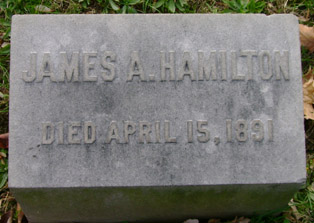 JAMES A. HAMILTON
DIED APRIL 15, 1891